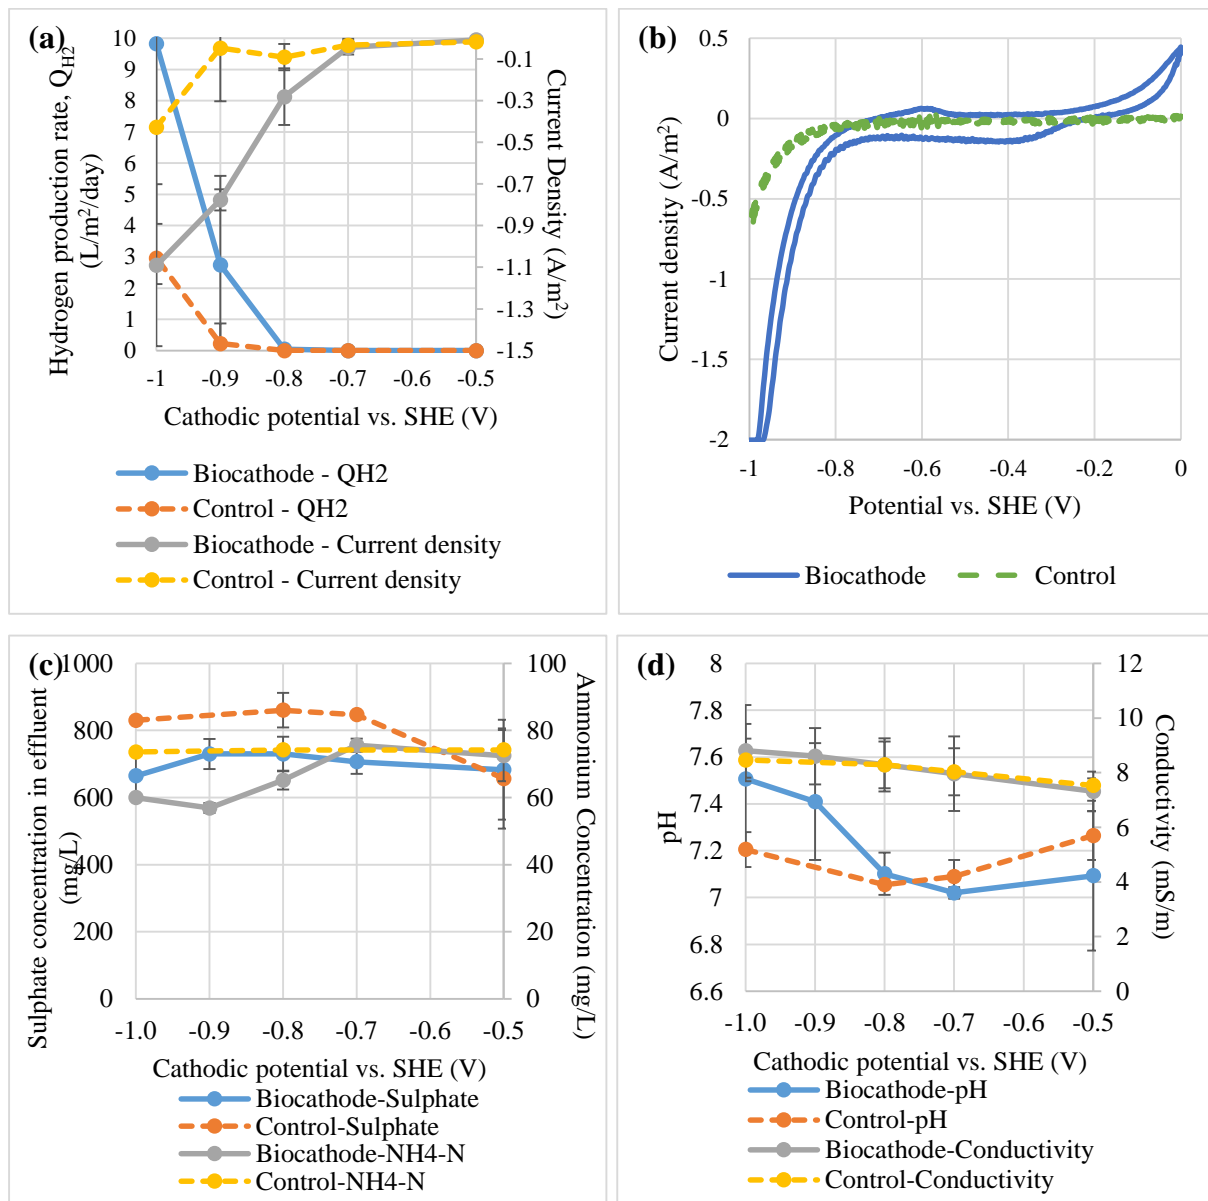 (a)
Hydrogen production rate, QH2
(L/m2/day)
10
9
8
7
6
5
4
3
2
1
0
-0.1
-0.3
-0.5
-0.7
-0.9
-1.1
-1.3
-1.5
Current Density (A/m2)
-1 -0.9 -0.8 -0.7 -0.5
Cathodic potential vs. SHE (V)
Biocathode - QH2
Control - QH2
Biocathode - Current density
Control - Current density
(b)
Current density (A/m2)
0.5
0
-0.5
-1
-1.5
-2
-1 -0.8 -0.6 -0.4 -0.2 0
Potential vs. SHE (V)
Biocathode Control
(c)
Sulphate concentration in effluent
(mg/L)
1000
800
600
400
200
0
100
80
60
40
20
0
Ammonium Concentration (mg/L)
-1.0 -0.9 -0.8 -0.7 -0.6 -0.5
Cathodic potential vs. SHE (V)
Biocathode-Sulphate
Control-Sulphate
Biocathode-NH4-N
Control-NH4-N
(d)
pH
8
7.8
7.6
7.4
7.2
7
6.8
6.6
12
10
8
6
4
2
0
Conductivity (mS/m)
-1.0 -0.9 -0.8 -0.7 -0.6 -0.5
Cathodic potential vs. SHE (V)
Biocathode-pH
Control-pH
Biocathode-Conductivity
Control-Conductivity